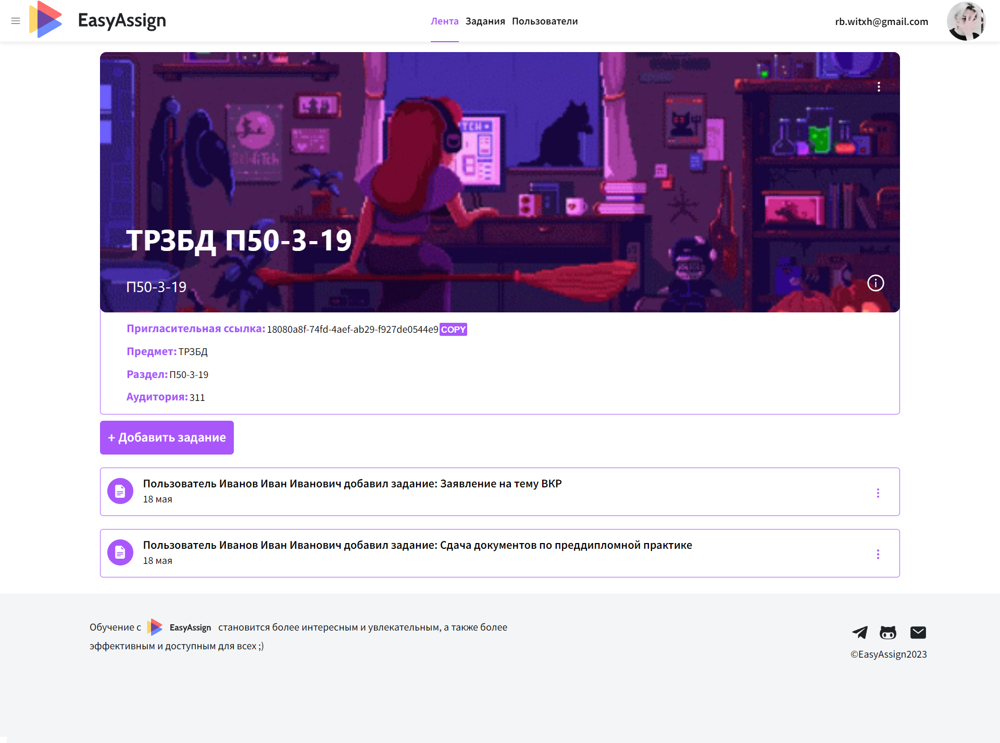 EasyAssign
Лента Задания Пользователи
rb.witxh@gmail.com
ТРЗБД П50-3-19
П50-3-19
Пригласительная ссылка: 18080a8f-74fd-4aef-ab29-f927de0544e9 COPY
Предмет: ТРЗБД
Раздел: П50-3-19
Аудитория: 311
+ Добавить задание
Пользователь Иванов Иван Иванович добавил задание: Заявление на тему ВКР
18 мая
Пользователь Иванов Иван Иванович добавил задание: Сдача документов по преддипломной практике
18 мая
Обучение с EasyAssign становится более интересным и увлекательным, а также более
эффективным и доступным для всех ;)
©EasyAssign2023